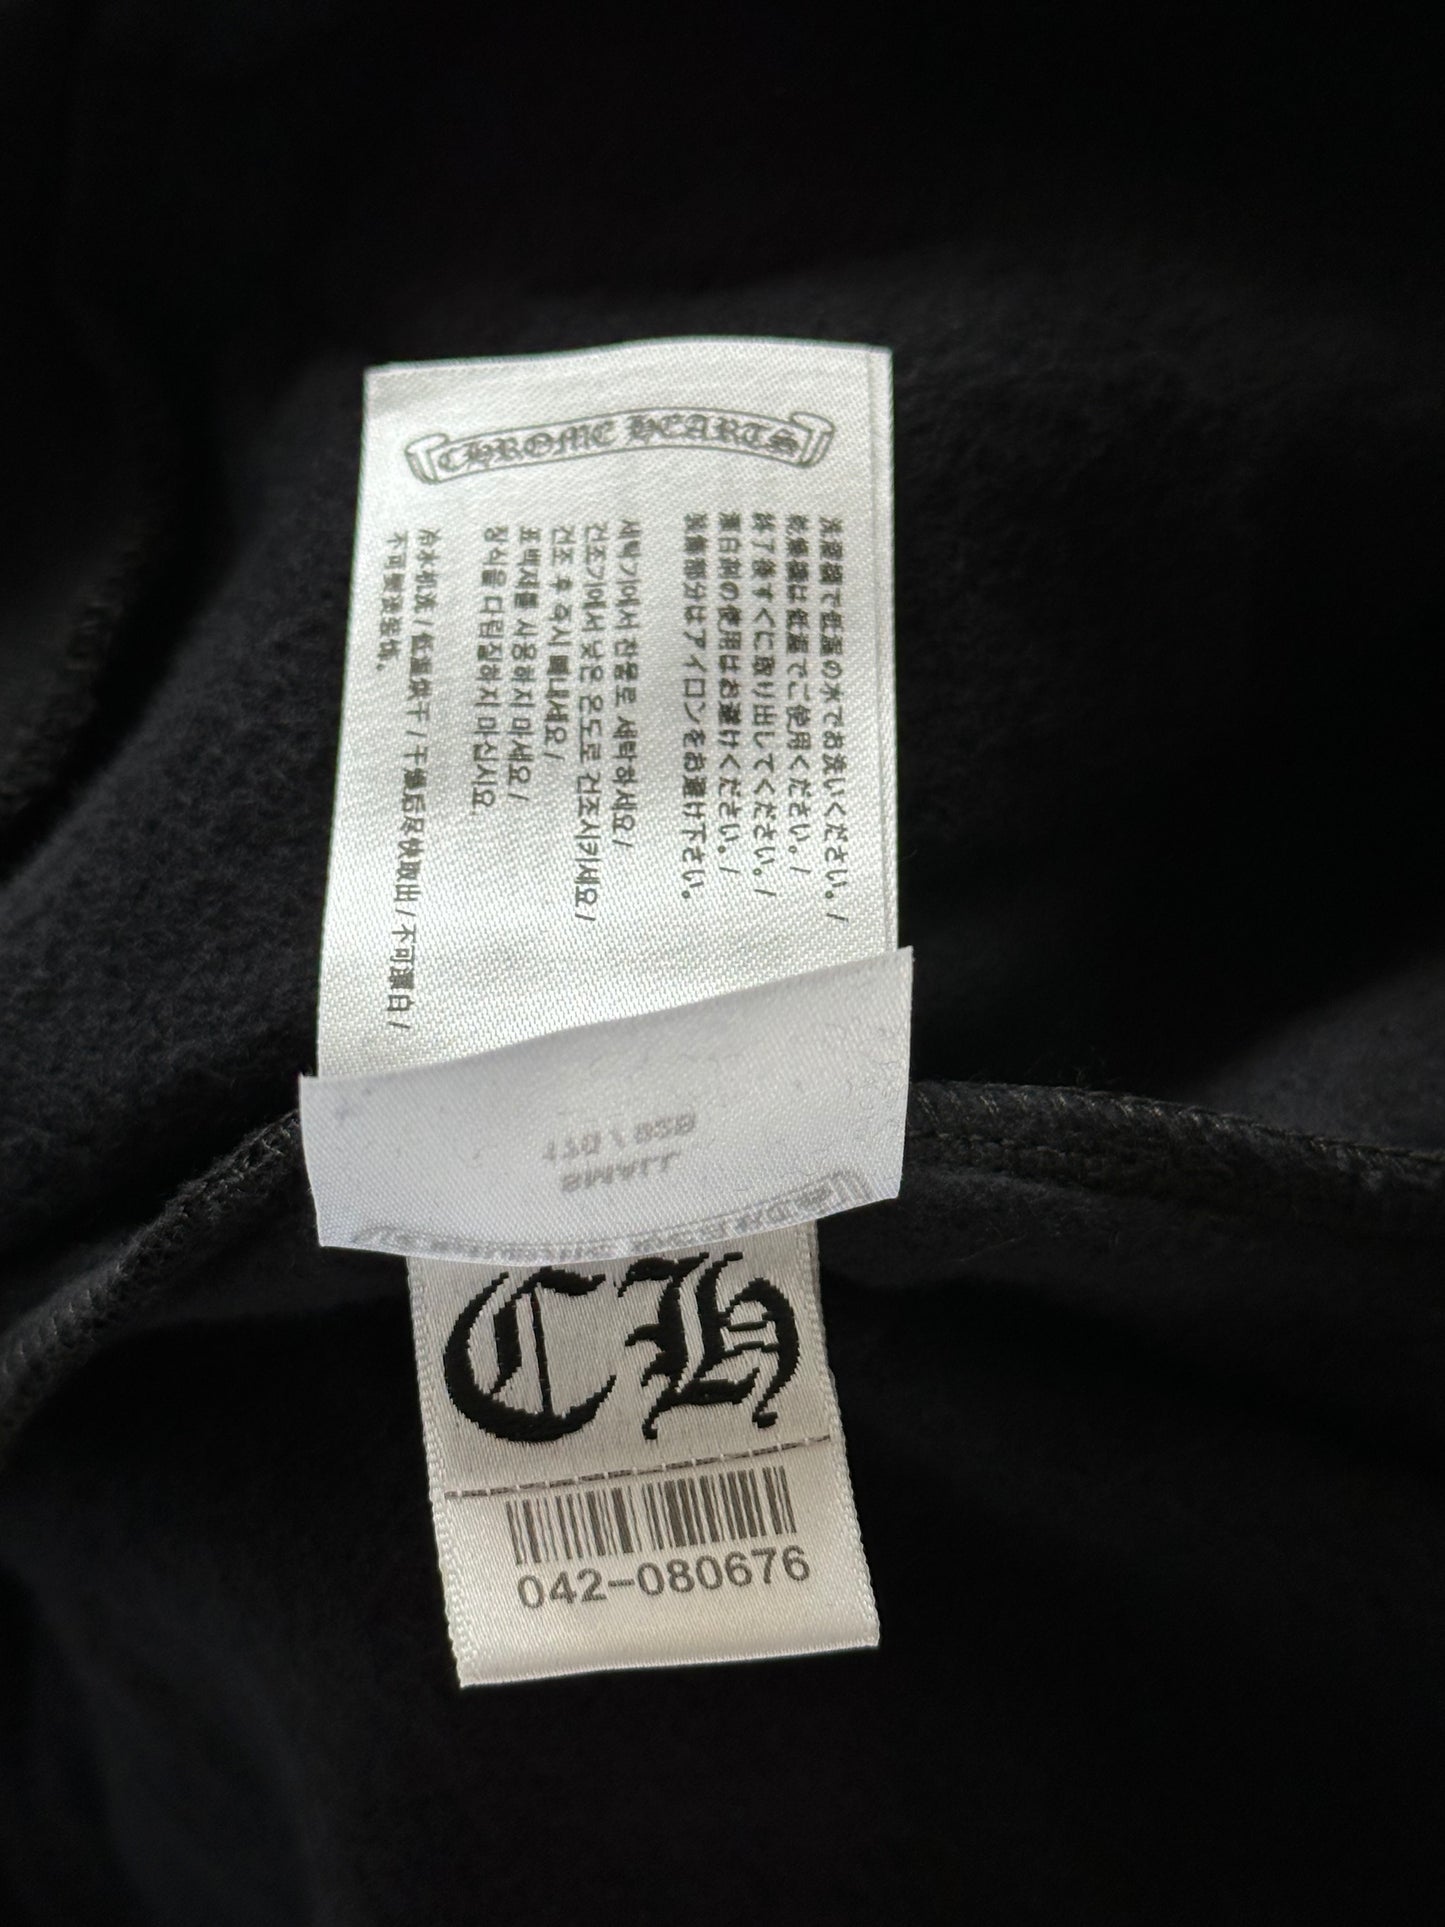 CHROME HEARTS
洗濯機で低温の水でお洗いください。/
乾燥機は低温でご使用ください。/
終了後すぐに取り出してください。/
漂白剤の使用はお避けください。/
装飾部分はアイロンをお避け下さい。
세탁기에서 찬물로 세탁하세요/
건조기에서 낮은 온도로 건조시키세요/
건조 후 즉시 꺼내세요/
표백제를 사용하지 마세요/
장식을 다림질하지 마십시오.
冷水机洗/低温烘干/干燥后尽快取出/不可漂白/
不可熨烫装饰。
SMALL
CH
042-080676